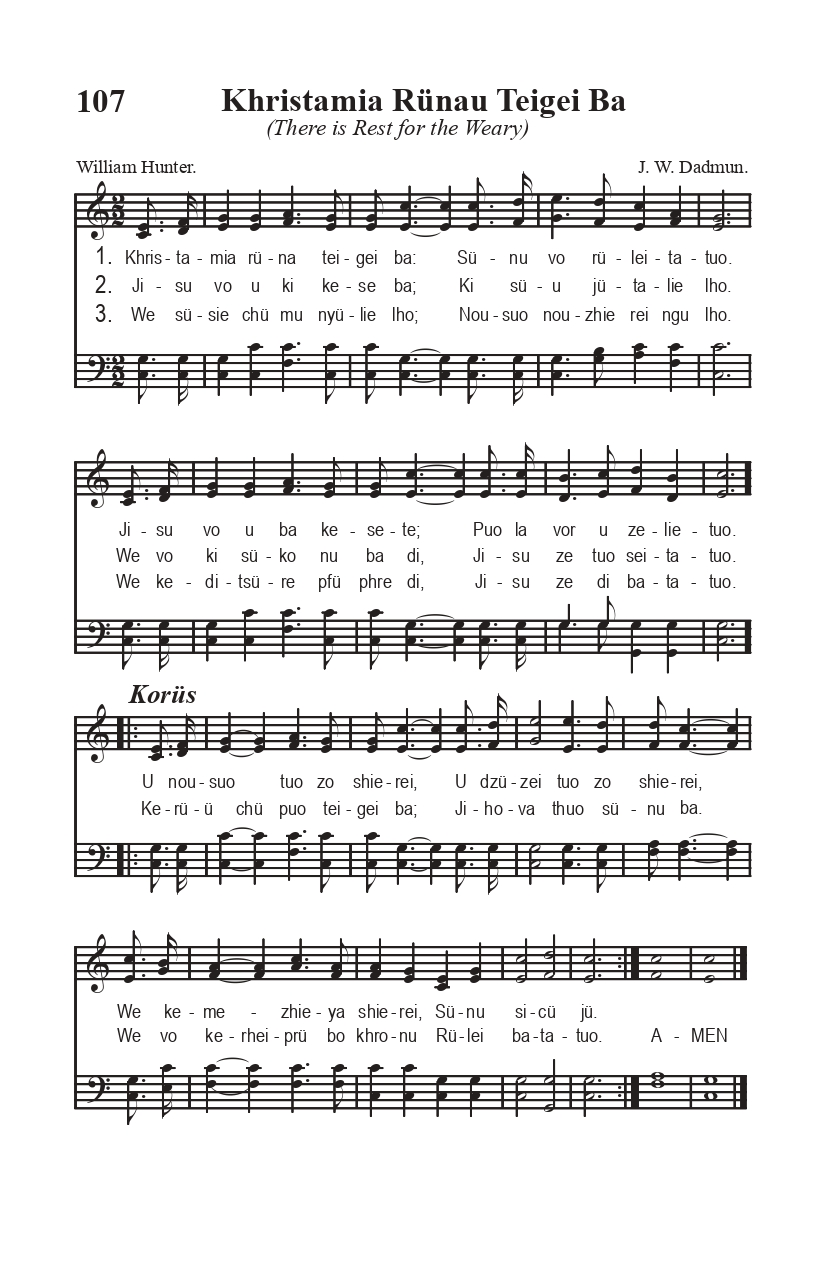 107 Khristamia Rünau Teigei Ba
(There is Rest for the Weary)
William Hunter. J. W. Dadmun.
1. Khris - ta - mia rü - na tei - gei ba: Sü - nu vo rü - lei - ta - tuo.
2. Ji - su vo u ki ke - se ba; Ki sü - u jü - ta - lie lho.
3. We sü - sie chü mu nyü - lie lho; Nou - suo nou - zhie rei ngu lho.
Ji - su vo u ba ke - se - te; Puo la vor u ze - lie - tuo.
We vo ki sü - ko nu ba di, Ji - su ze tuo sei - ta - tuo.
We ke - di - tsü - re pfü phre di, Ji - su ze di ba - ta - tuo.
Korüs
U nou - suo tuo zo shie - rei, U dzü - zei tuo zo shie - rei,
Ke - rü - ü chü puo tei - gei ba; Ji - ho - va thuo sü - nu ba.
We ke - me - zhie - ya shie - rei, Sü - nu si - cü jü.
We vo ke - rhei - prü bo khro - nu Rü - lei ba - ta - tuo. A - MEN